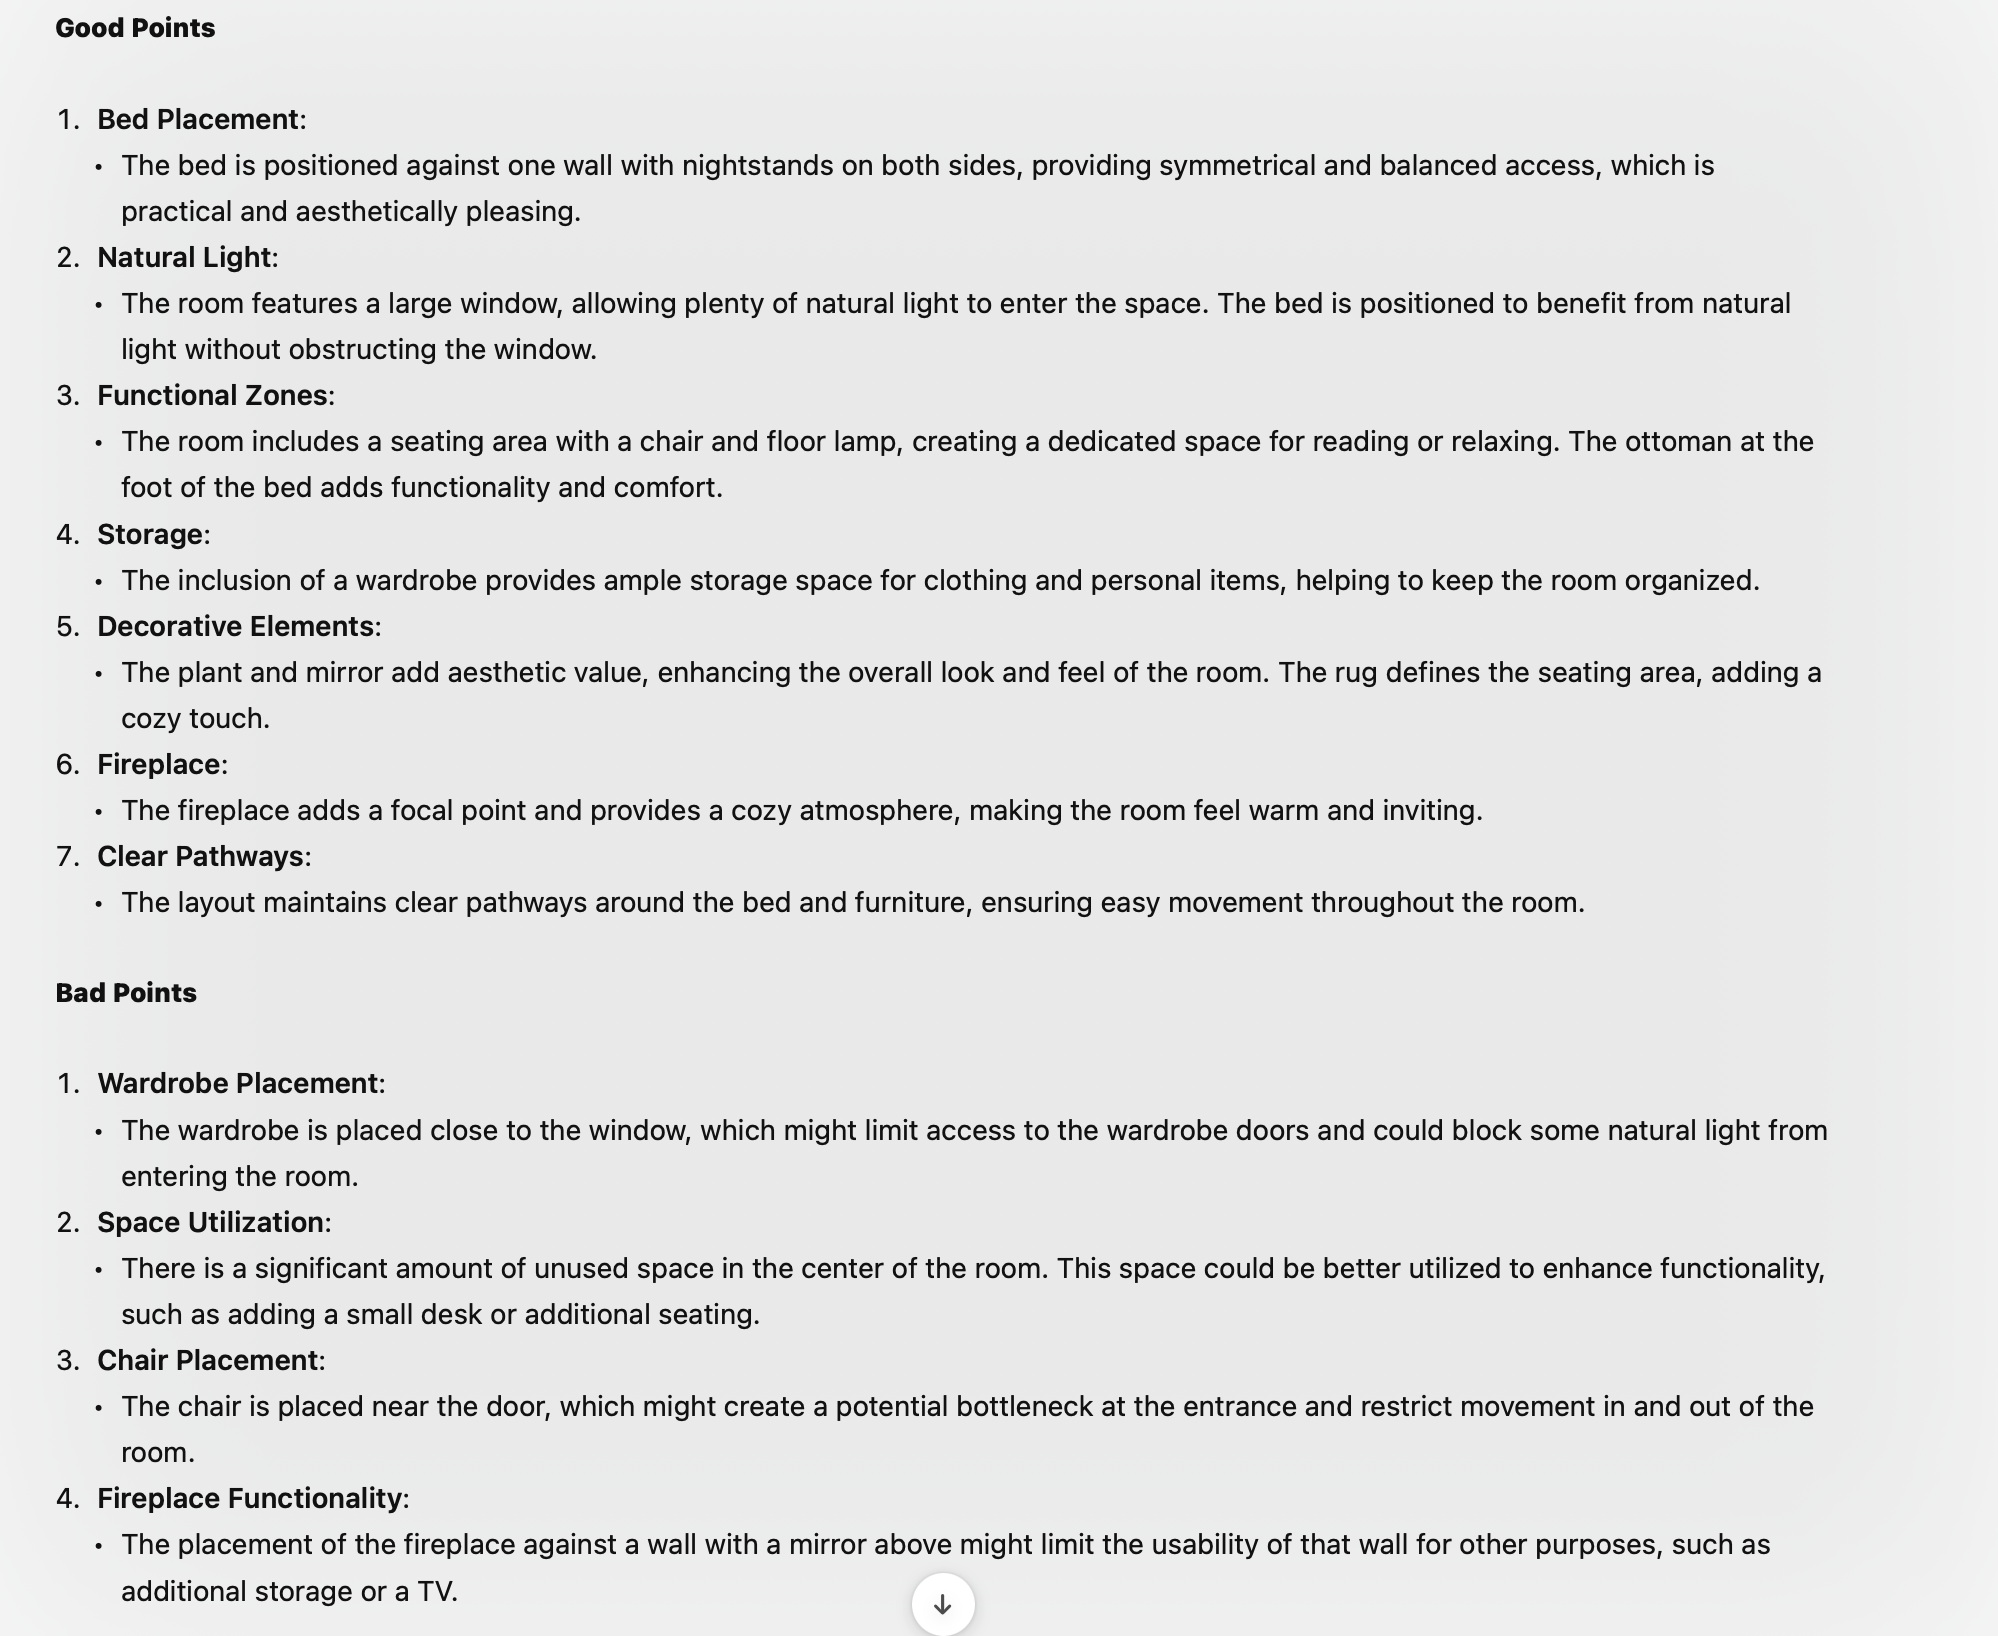 Good Points
1. Bed Placement:
• The bed is positioned against one wall with nightstands on both sides, providing symmetrical and balanced access, which is
practical and aesthetically pleasing.
2. Natural Light:
• The room features a large window, allowing plenty of natural light to enter the space. The bed is positioned to benefit from natural
light without obstructing the window.
3. Functional Zones:
• The room includes a seating area with a chair and floor lamp, creating a dedicated space for reading or relaxing. The ottoman at the
foot of the bed adds functionality and comfort.
4. Storage:
• The inclusion of a wardrobe provides ample storage space for clothing and personal items, helping to keep the room organized.
5. Decorative Elements:
• The plant and mirror add aesthetic value, enhancing the overall look and feel of the room. The rug defines the seating area, adding a
cozy touch.
6. Fireplace:
• The fireplace adds a focal point and provides a cozy atmosphere, making the room feel warm and inviting.
7. Clear Pathways:
• The layout maintains clear pathways around the bed and furniture, ensuring easy movement throughout the room.
Bad Points
1. Wardrobe Placement:
• The wardrobe is placed close to the window, which might limit access to the wardrobe doors and could block some natural light from
entering the room.
2. Space Utilization:
• There is a significant amount of unused space in the center of the room. This space could be better utilized to enhance functionality,
such as adding a small desk or additional seating.
3. Chair Placement:
• The chair is placed near the door, which might create a potential bottleneck at the entrance and restrict movement in and out of the
room.
4. Fireplace Functionality:
• The placement of the fireplace against a wall with a mirror above might limit the usability of that wall for other purposes, such as
additional storage or a TV.